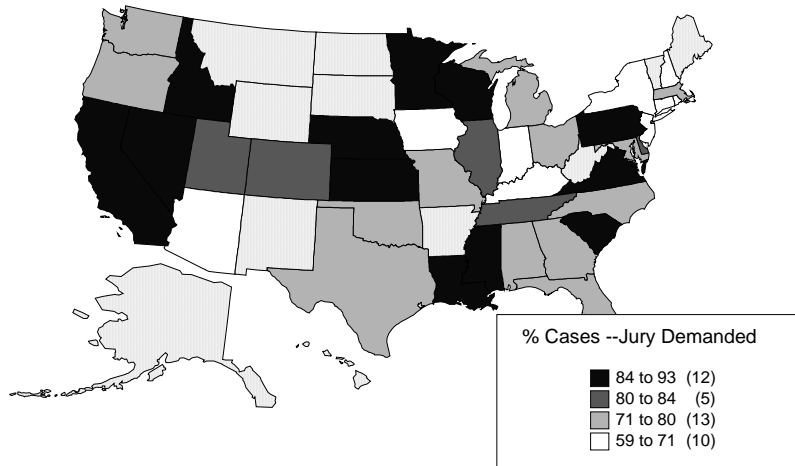 % Cases --Jury Demanded
84 to 93 (12)
80 to 84 (5)
71 to 80 (13)
59 to 71 (10)